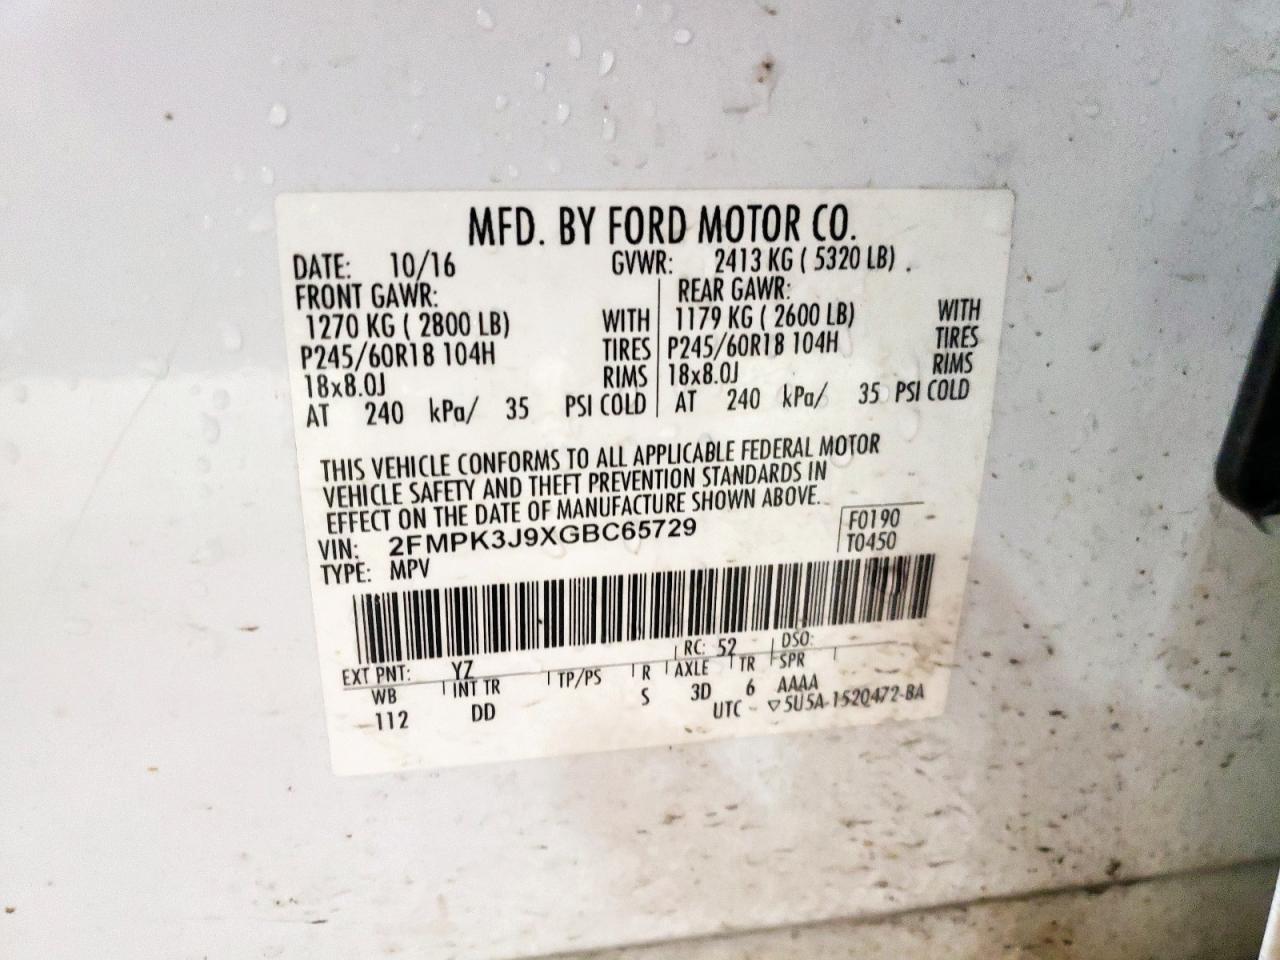 MFD. BY FORD MOTOR CO.
DATE: 10/16 GVWR: 2413 KG ( 5320 LB) .
FRONT GAWR: REAR GAWR:
1270 KG ( 2800 LB) WITH 1179 KG ( 2600 LB) WITH
P245/60R18 104H TIRES P245/60R18 104H TIRES
18x8.0J RIMS 18x8.0J RIMS
AT 240 kPa/ 35 PSI COLD AT 240 kPa/ 35 PSI COLD
THIS VEHICLE CONFORMS TO ALL APPLICABLE FEDERAL MOTOR
VEHICLE SAFETY AND THEFT PREVENTION STANDARDS IN
EFFECT ON THE DATE OF MANUFACTURE SHOWN ABOVE.
F0190
VIN: 2FMPK3J9XGBC65729
T0450
TYPE: MPV
RC: 52 DSO:
EXT PNT: YZ
WB INT TR TP/PS R AXLE TR SPR
112 DD S 3D 6 AAAA
UTC ▽5U5A-1520472-BA